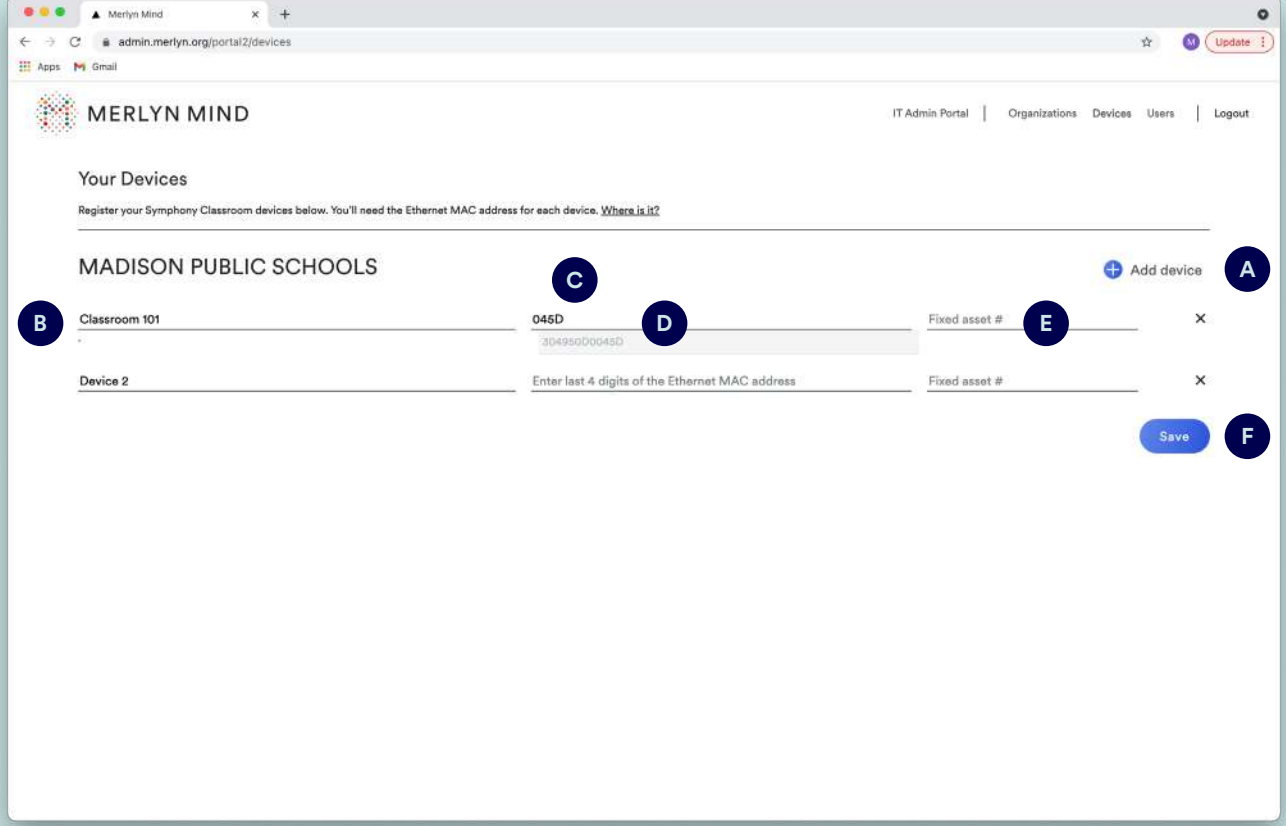 Merlyn Mind
admin.merlyn.org/portal2/devices
M
Update
Apps
Gmail
MERLYN MIND
IT Admin Portal | Organizations Devices Users | Logout
Your Devices
Register your Symphony Classroom devices below. You'll need the Ethernet MAC address for each device. Where is it?
MADISON PUBLIC SCHOOLS
Add device
A
C
B
Classroom 101
045D
D
Fixed asset #
E
304950D0045D
Device 2
Enter last 4 digits of the Ethernet MAC address
Fixed asset #
Save
F